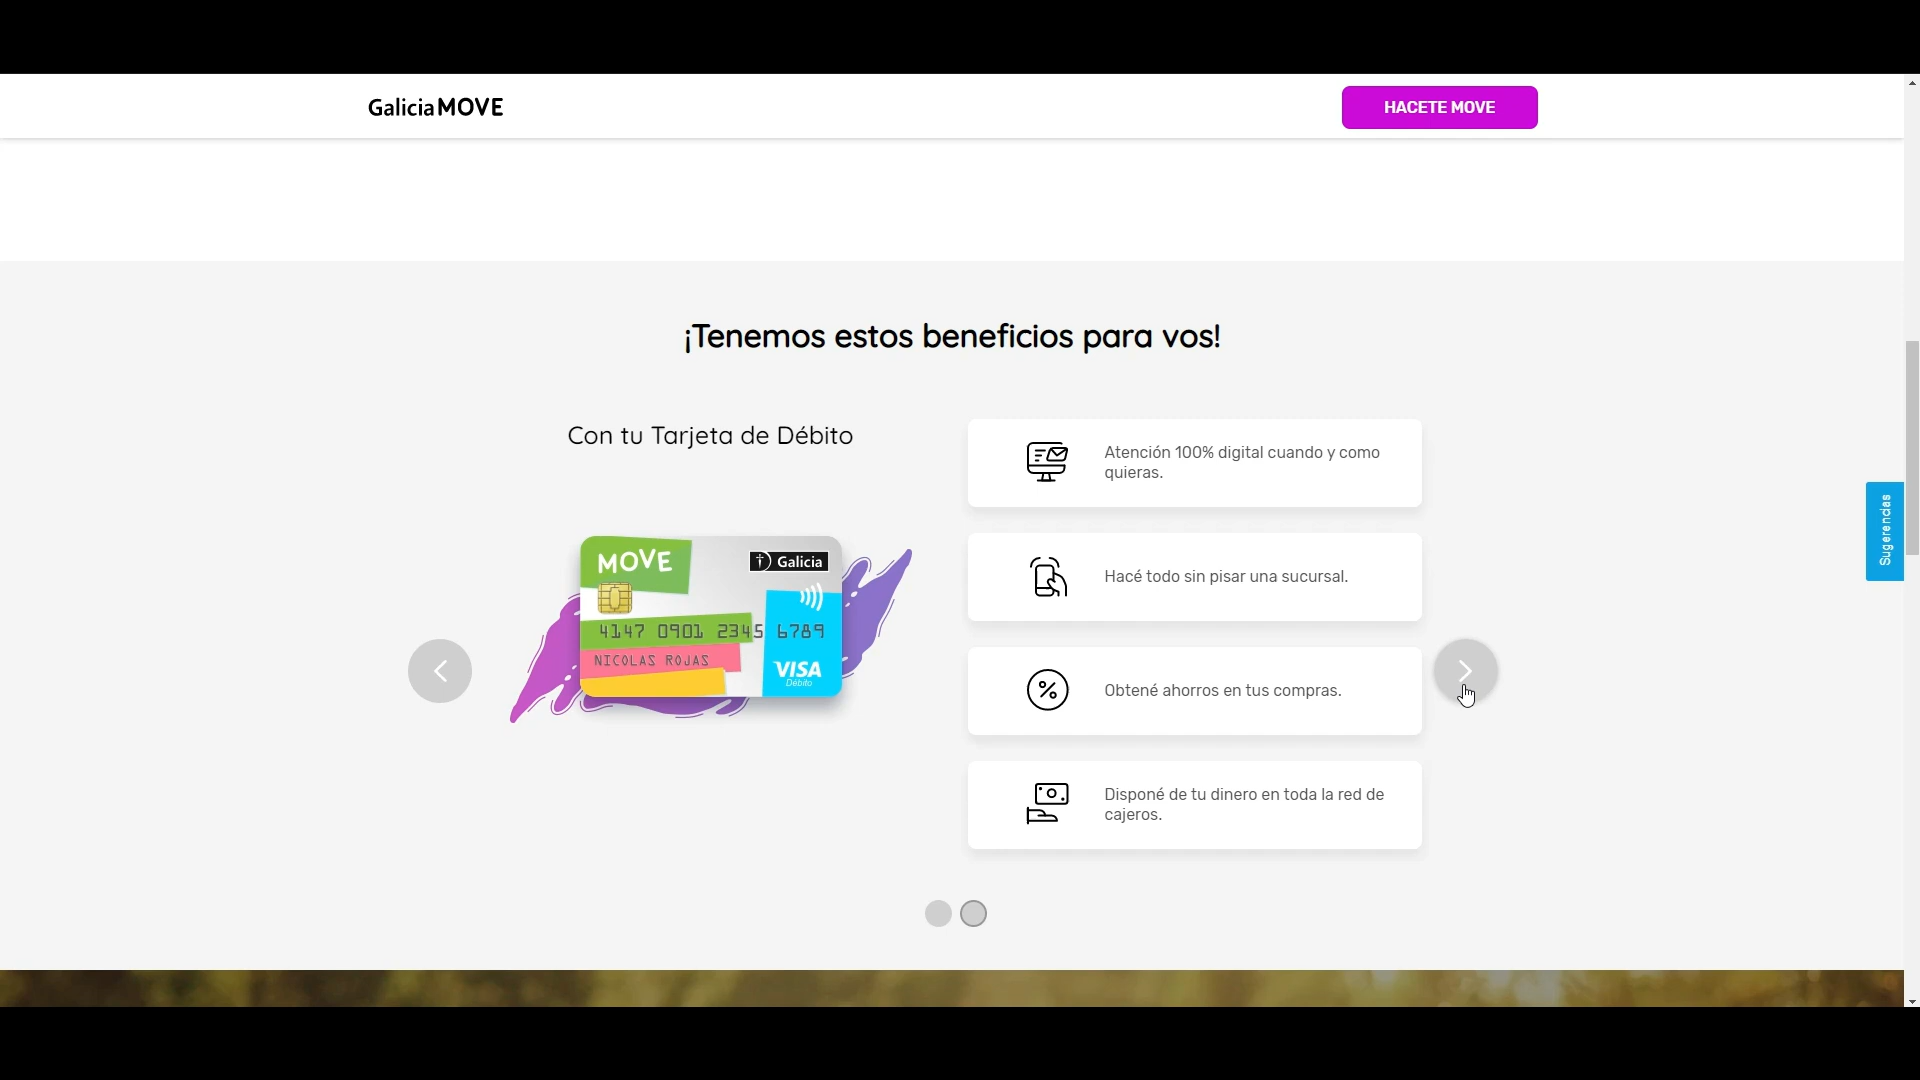 GaliciaMOVE
HACETE MOVE
¡Tenemos estos beneficios para vos!
Con tu Tarjeta de Débito
MOVE
Galicia
4147 0901 2345 6789
NICOLAS ROJAS
VISA
Débito
Atención 100% digital cuando y como
quieras.
Hacé todo sin pisar una sucursal.
Obtené ahorros en tus compras.
Disponé de tu dinero en toda la red de
cajeros.
Sugerencias